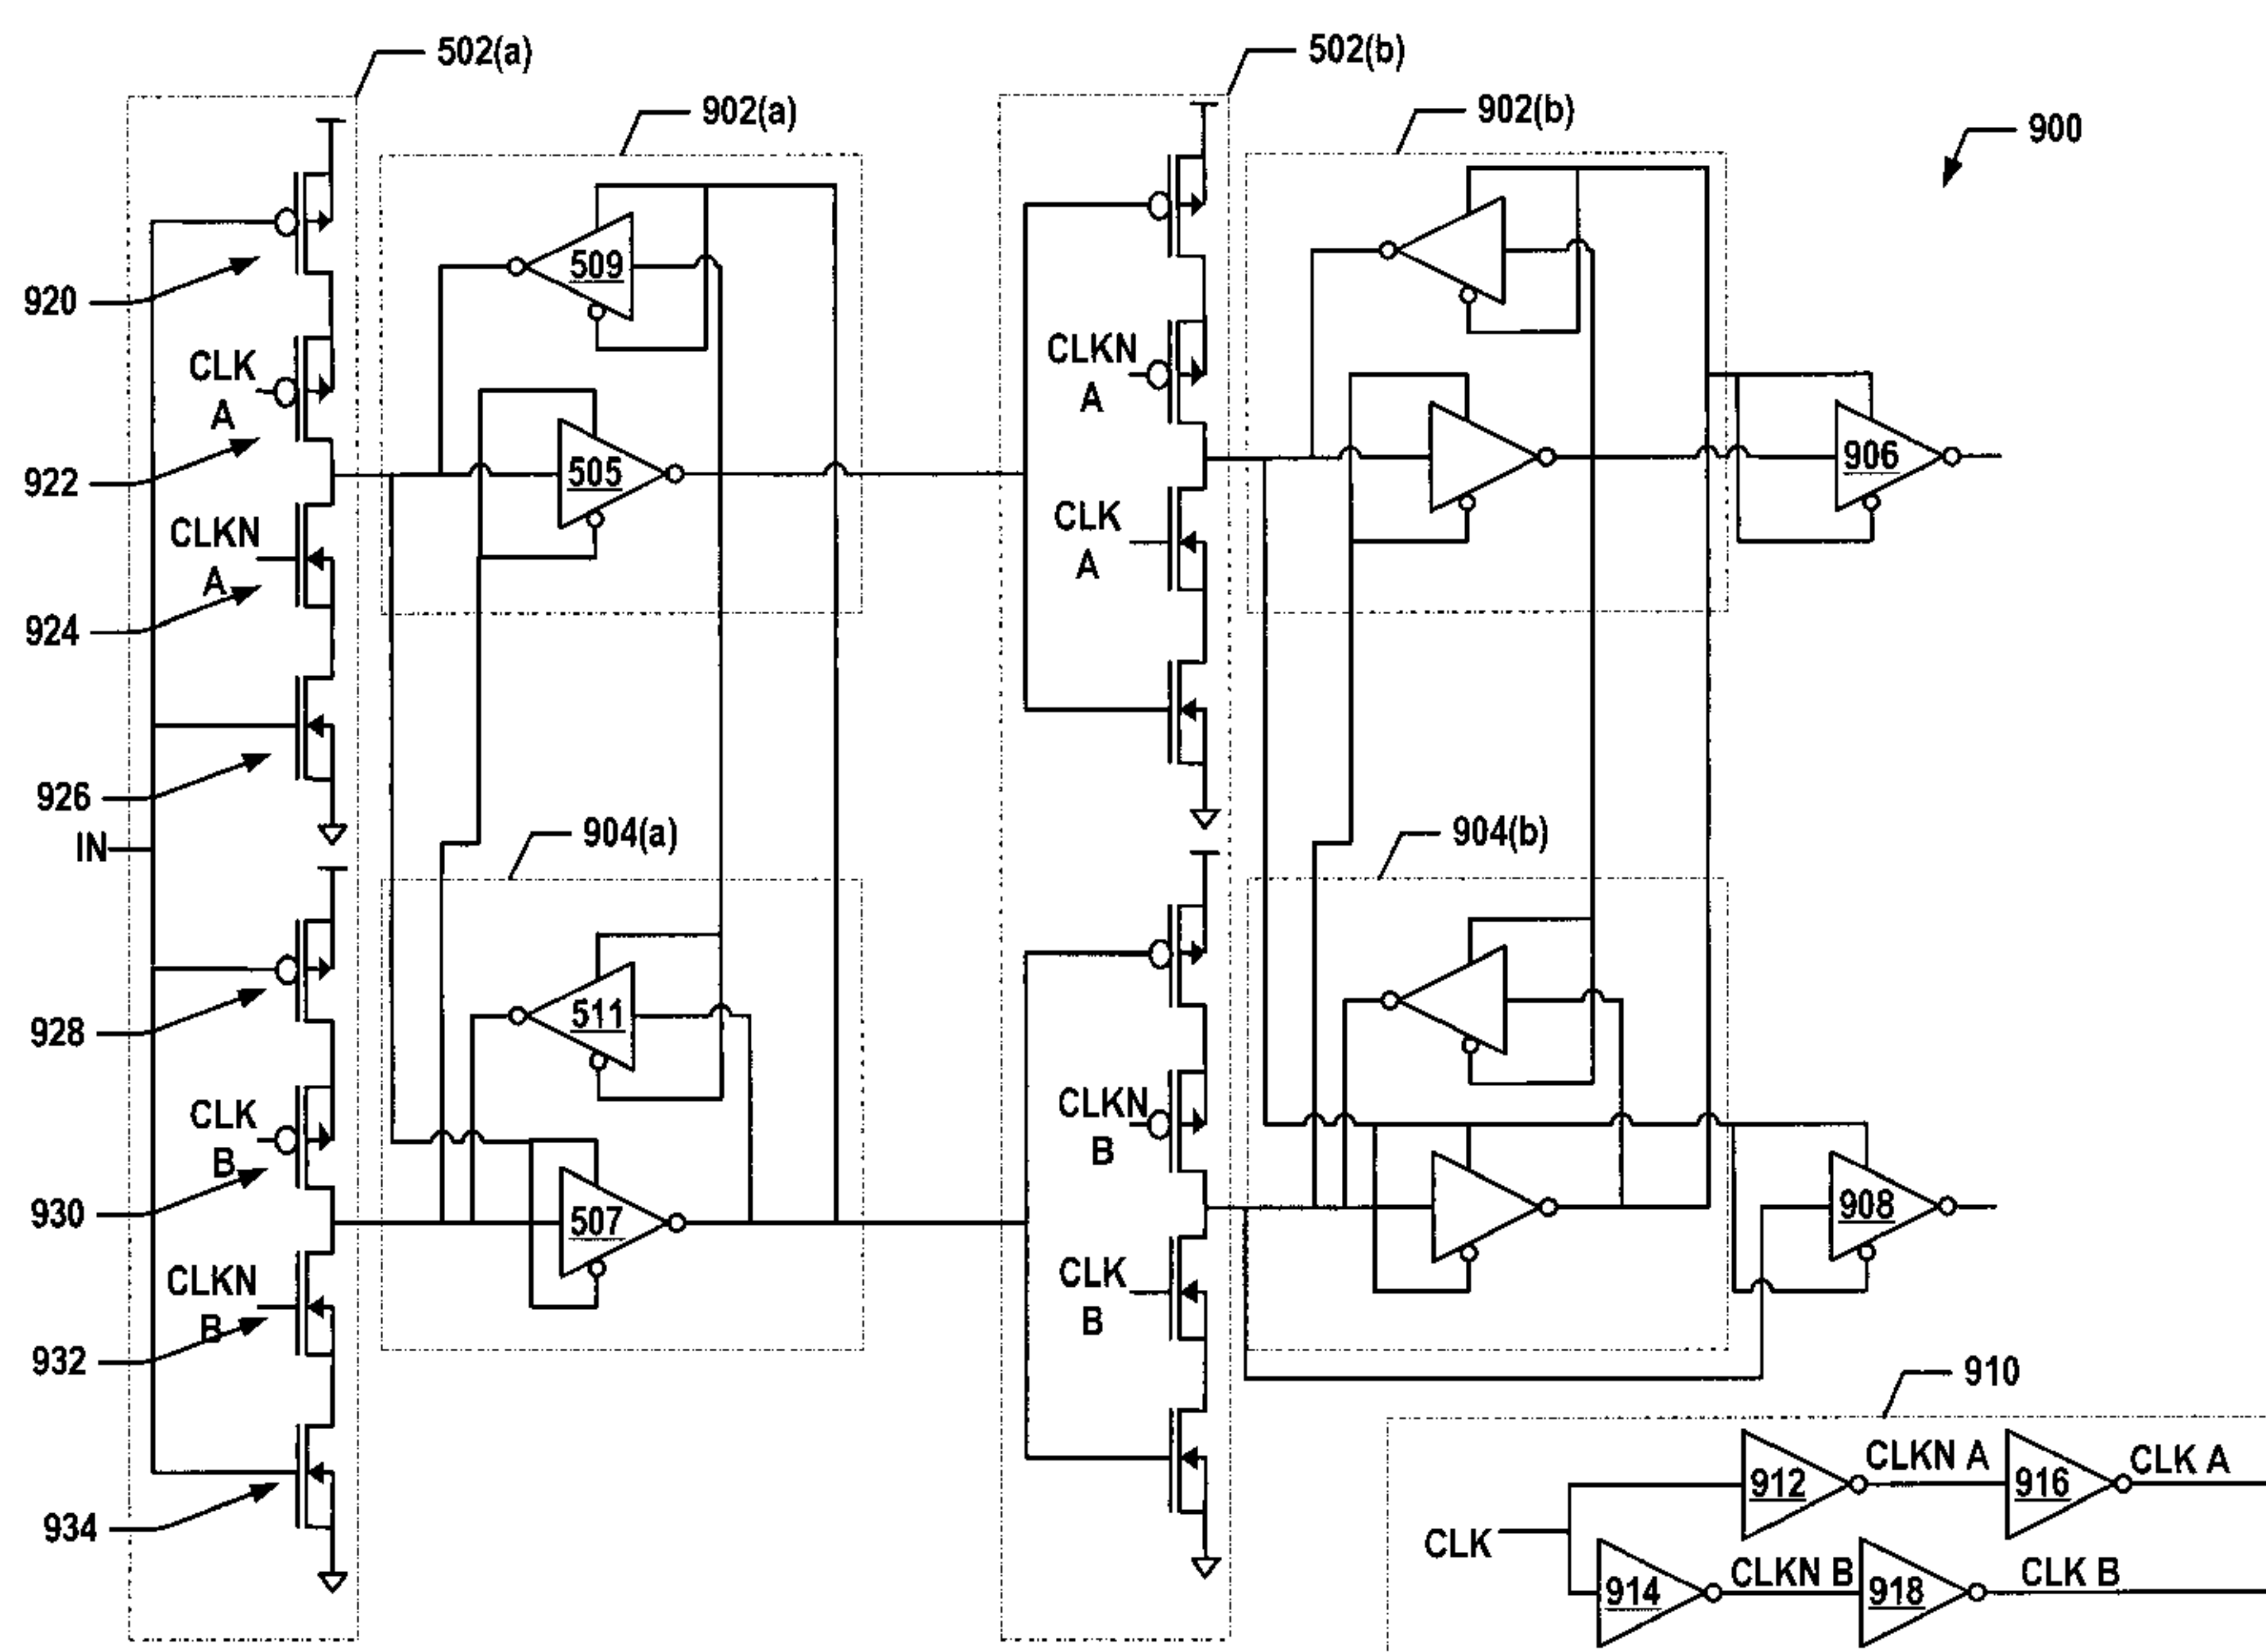 502(a)
502(b)
902(a)
902(b)
900
509
920
CLK
A
CLKN
A
922
505
906
CLKN
A
CLK
A
924
926
IN
904(a)
904(b)
928
511
CLK
B
CLKN
B
930
507
908
CLKN
B
CLK
B
932
910
934
CLK
912
CLKN A
916
CLK A
914
CLKN B
918
CLK B